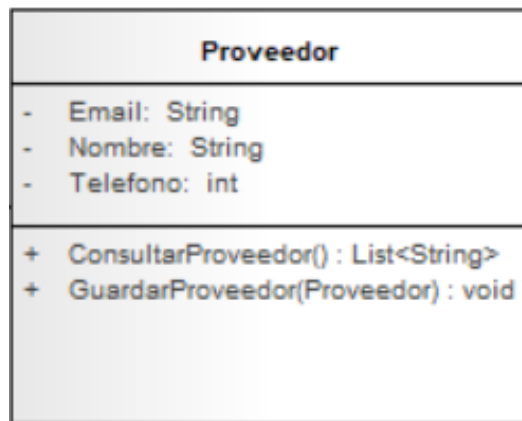 Proveedor
- Email: String
- Nombre: String
- Telefono: int
+ ConsultarProveedor() : List<String>
+ GuardarProveedor(Proveedor) : void